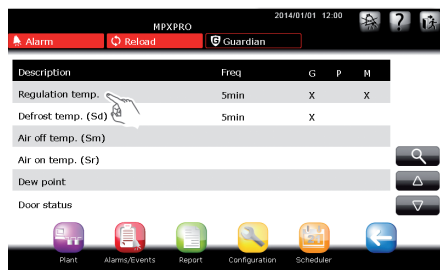 MPXPRO
2014/01/01 12:00
Alarm
Reload
Guardian
Description Freq G P M
Regulation temp. 5min X X
Defrost temp. (Sd) 5min X
Air off temp. (Sm)
Air on temp. (Sr)
Dew point
Door status
Plant Alarms/Events Report Configuration Scheduler